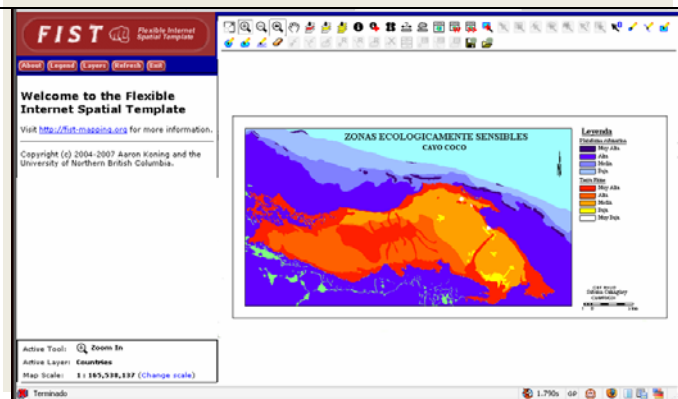 FIST
Flexible Internet
Spatial Template
About Legend Layers Refresh Exit
Welcome to the Flexible
Internet Spatial Template
Visit http://fist-mapping.org for more information.
Copyright (c) 2004-2007 Aaron Koning and the
University of Northern British Columbia.
ZONAS ECOLOGICAMENTE SENSIBLES
CAYO COCO
Leyenda
Plataforma submarina
Muy Alta
Alta
Media
Baja
Tierra Firme
Muy Alta
Alta
Media
Baja
Muy Baja
Active Tool: Zoom In
Active Layer: Countries
Map Scale: 1 : 165,538,137 (Change scale)
Terminado
1.790s
GP